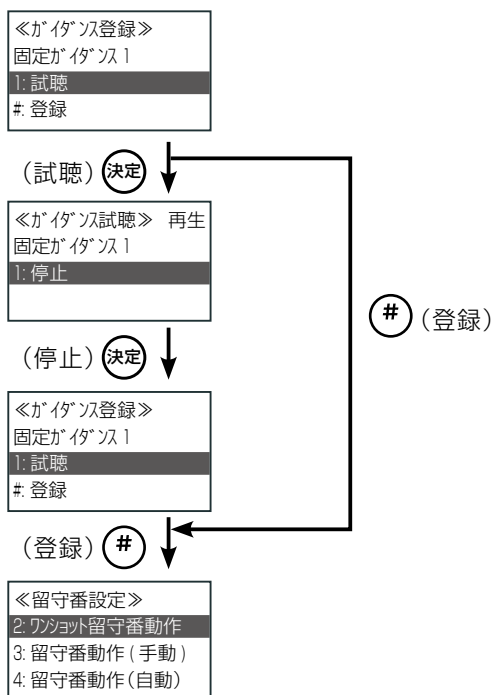 ≪ｶﾞｲﾀﾞﾝｽ登録≫
固定ｶﾞｲﾀﾞﾝｽ1
1: 試聴
#: 登録
（試聴）決定
≪ｶﾞｲﾀﾞﾝｽ試聴≫ 再生
固定ｶﾞｲﾀﾞﾝｽ1
1: 停止
#（登録）
（停止）決定
≪ｶﾞｲﾀﾞﾝｽ登録≫
固定ｶﾞｲﾀﾞﾝｽ1
1: 試聴
#: 登録
（登録）#
≪留守番設定≫
2: ﾜﾝｼｮｯﾄ留守番動作
3: 留守番動作(手動)
4: 留守番動作(自動)